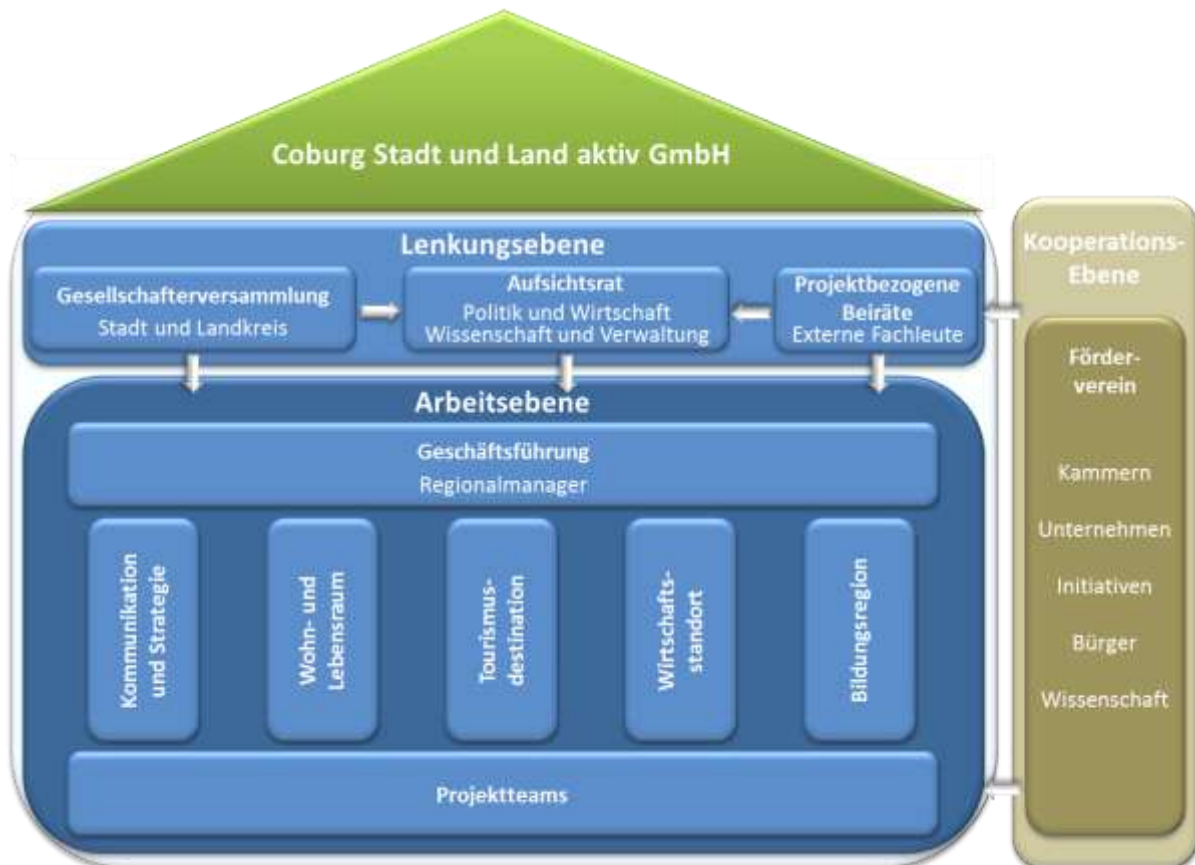 Coburg Stadt und Land aktiv GmbH
Lenkungsebene
Gesellschafterversammlung
Stadt und Landkreis
Aufsichtsrat
Politik und Wirtschaft
Wissenschaft und Verwaltung
Projektbezogene
Beiräte
Externe Fachleute
Arbeitsebene
Geschäftsführung
Regionalmanager
Kommunikation
und Strategie
Wohn- und
Lebensraum
Tourismus-
destination
Wirtschafts-
standort
Bildungsregion
Projektteams
Kooperations-
Ebene
Förder-
verein
Kammern
Unternehmen
Initiativen
Bürger
Wissenschaft